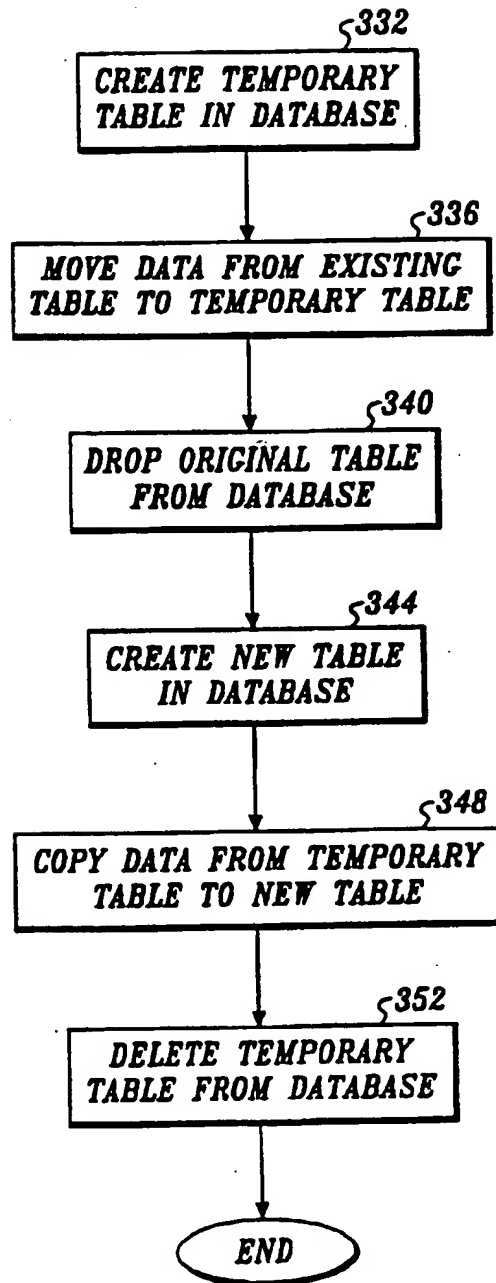 332
CREATE TEMPORARY
TABLE IN DATABASE
336
MOVE DATA FROM EXISTING
TABLE TO TEMPORARY TABLE
340
DROP ORIGINAL TABLE
FROM DATABASE
344
CREATE NEW TABLE
IN DATABASE
348
COPY DATA FROM TEMPORARY
TABLE TO NEW TABLE
352
DELETE TEMPORARY
TABLE FROM DATABASE
END